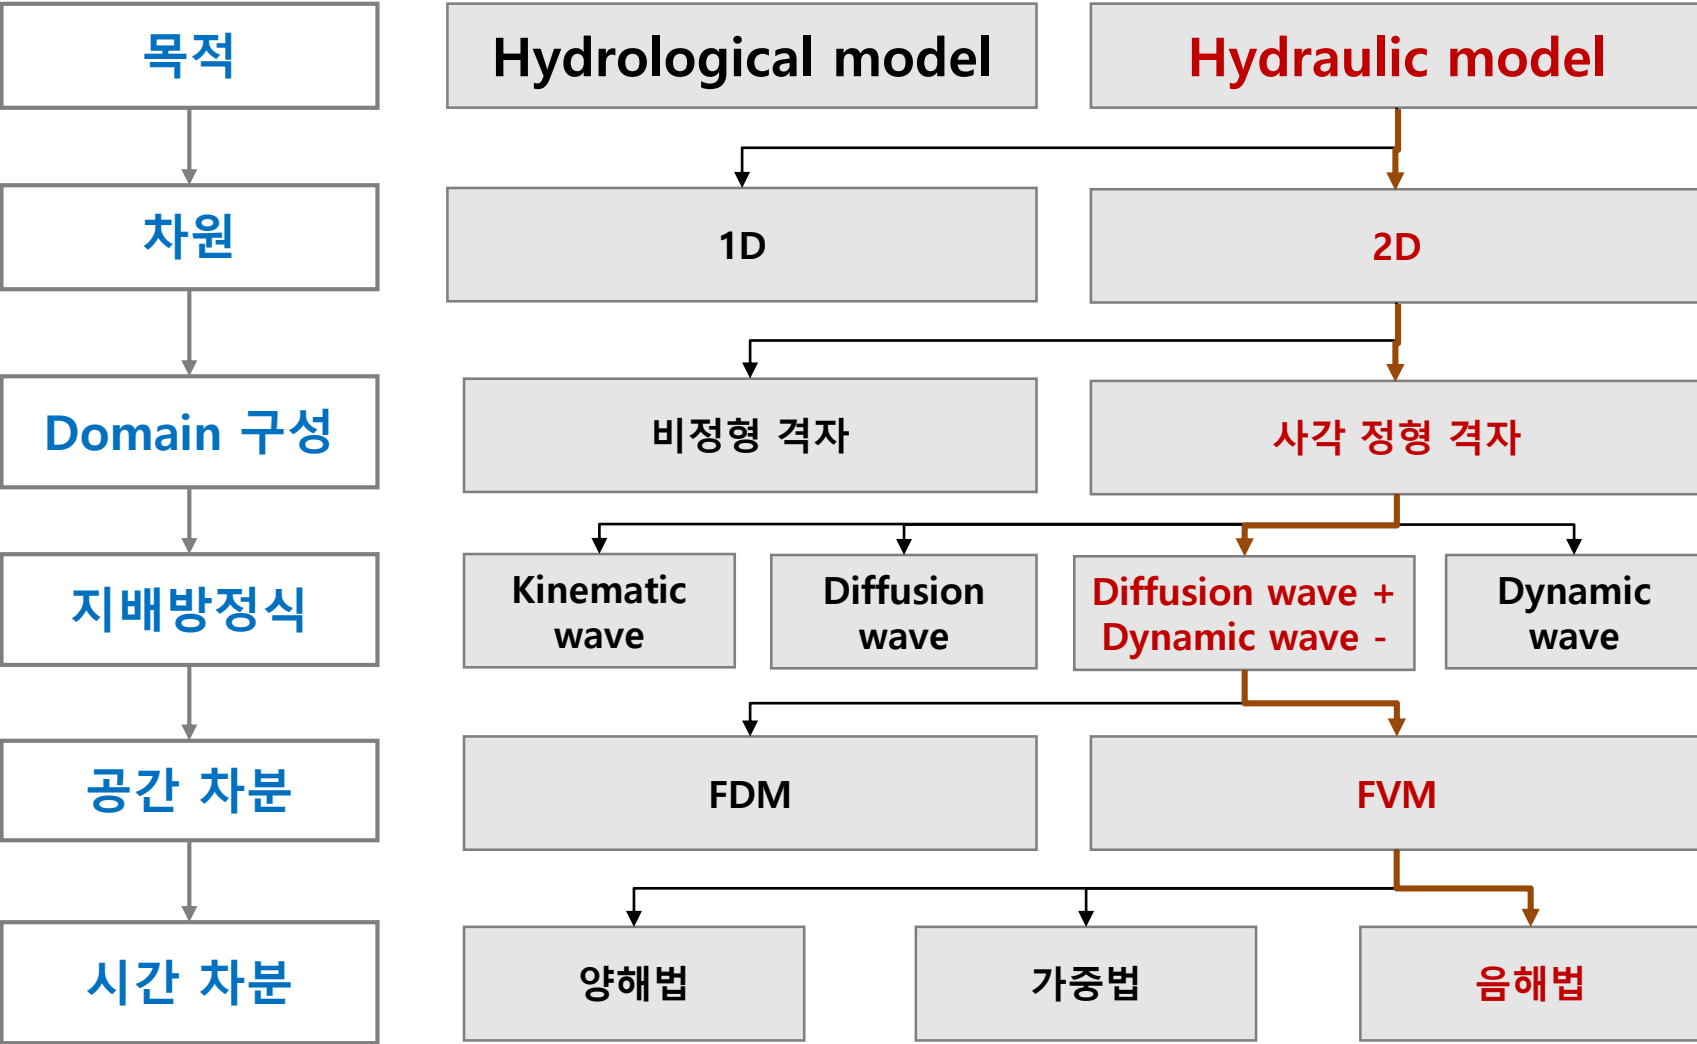 목적
Hydrological model
Hydraulic model
차원
1D
2D
Domain 구성
비정형 격자
사각 정형 격자
지배방정식
Kinematic
wave
Diffusion
wave
Diffusion wave +
Dynamic wave -
Dynamic
wave
공간 차분
FDM
FVM
시간 차분
양해법
가중법
음해법